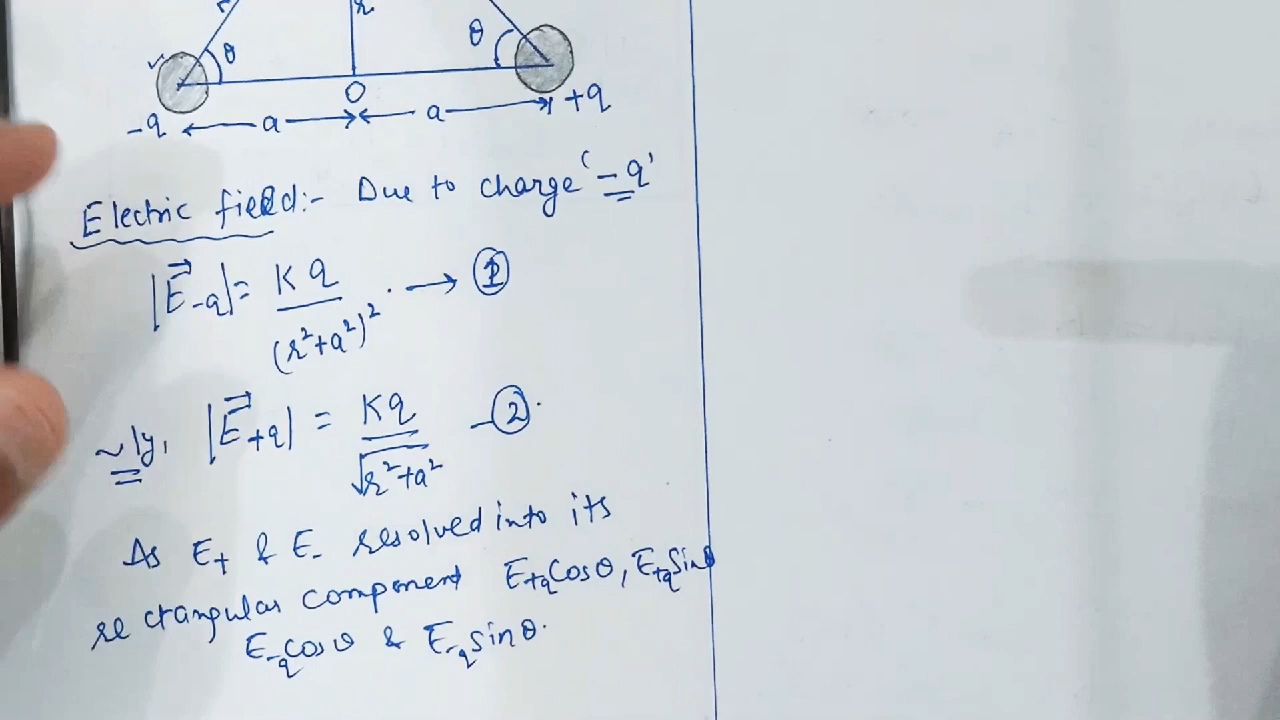 r r
θ θ
O
-q a a +q
Electric field:- Due to charge '-q'
|E⃗-q| = Kq/(r²+a²)² . → ①
~ly, |E⃗+q| = Kq/√r²+a² -②.
As E+ & E- resolved into its
rectangular component E+qCosθ, E+qSinθ
E-qcosθ & E-qsinθ.